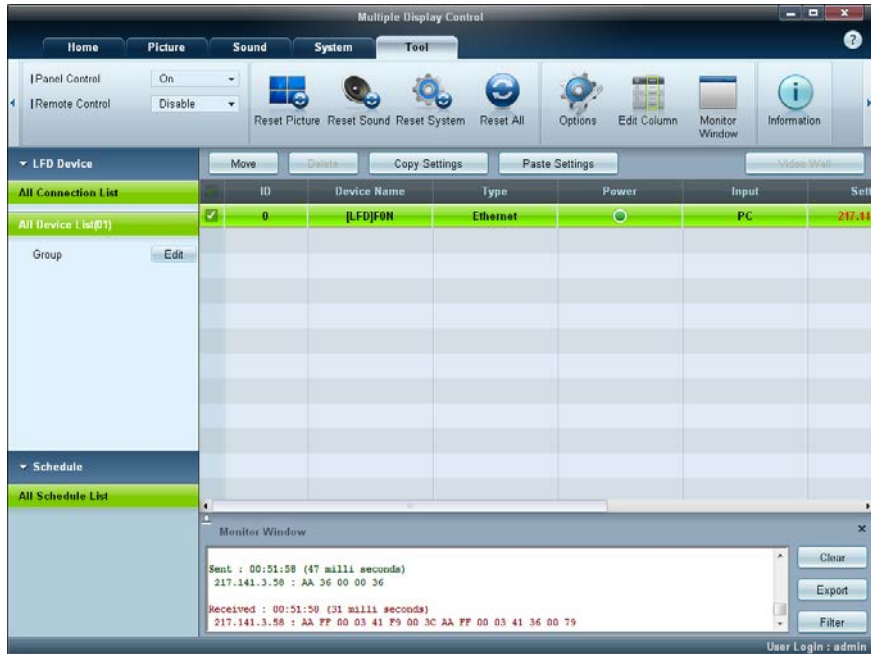 Multiple Display Control
Home Picture Sound System Tool
Panel Control On
Remote Control Disable
Reset Picture Reset Sound Reset System Reset All Options Edit Column Monitor Window Information
LFD Device
Move Delete Copy Settings Paste Settings Video Wall
All Connection List
ID Device Name Type Power Input Sett
All Device List(01)
0 [LFD]F0N Ethernet PC 217.14
Group Edit
Schedule
All Schedule List
Monitor Window
Sent : 00:51:58 (47 milli seconds)
217.141.3.58 : AA 36 00 00 36
Received : 00:51:58 (31 milli seconds)
217.141.3.58 : AA FF 00 03 41 F9 00 3C AA FF 00 03 41 36 00 79
Clear
Export
Filter
User Login : admin